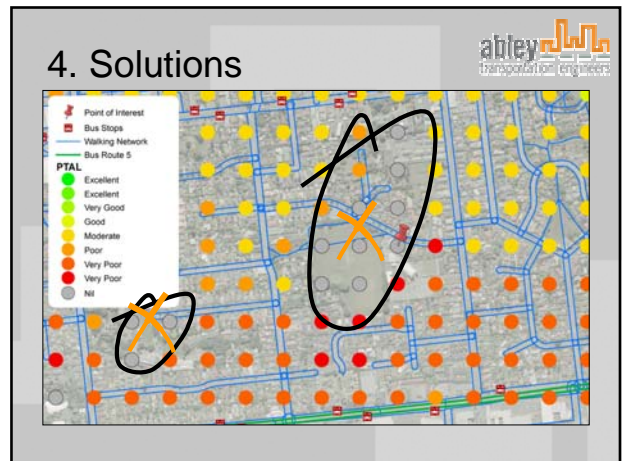 4. Solutions
abley
transportation engineers
Point of Interest
Bus Stops
Walking Network
Bus Route 5
PTAL
Excellent
Excellent
Very Good
Good
Moderate
Poor
Very Poor
Very Poor
Nil